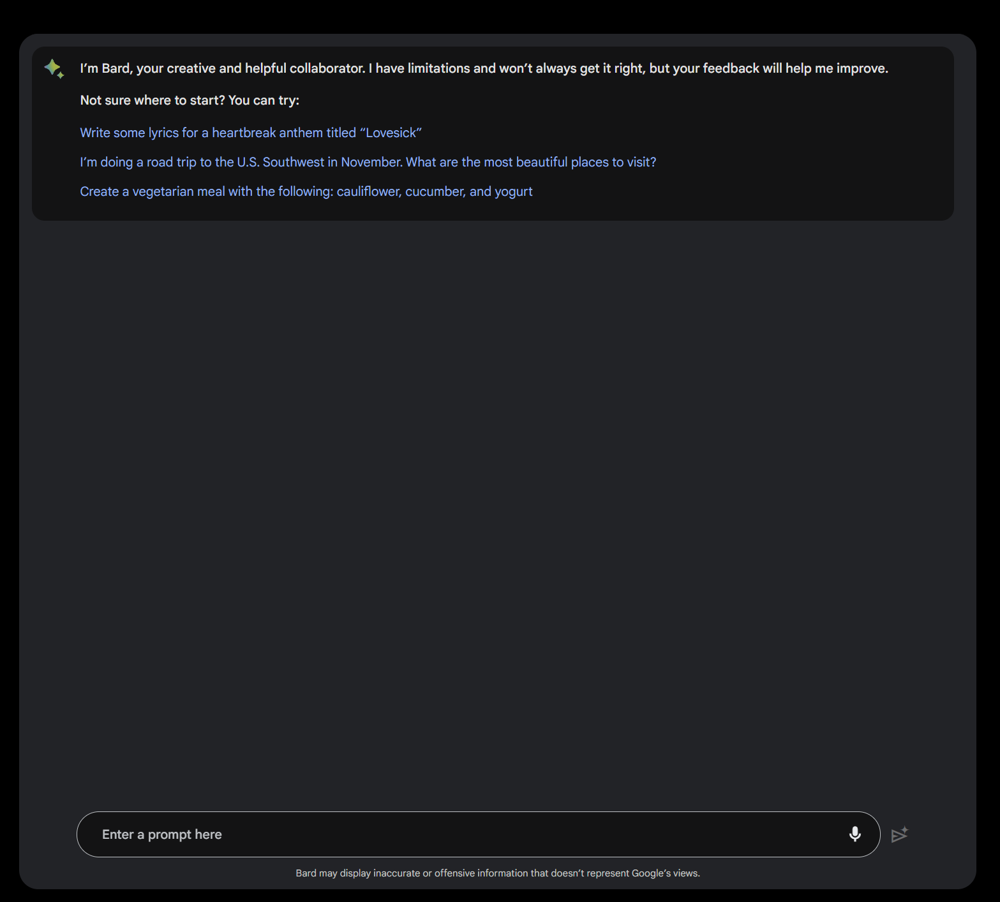 I’m Bard, your creative and helpful collaborator. I have limitations and won’t always get it right, but your feedback will help me improve.
Not sure where to start? You can try:
Write some lyrics for a heartbreak anthem titled “Lovesick”
I’m doing a road trip to the U.S. Southwest in November. What are the most beautiful places to visit?
Create a vegetarian meal with the following: cauliflower, cucumber, and yogurt
Enter a prompt here
Bard may display inaccurate or offensive information that doesn’t represent Google’s views.